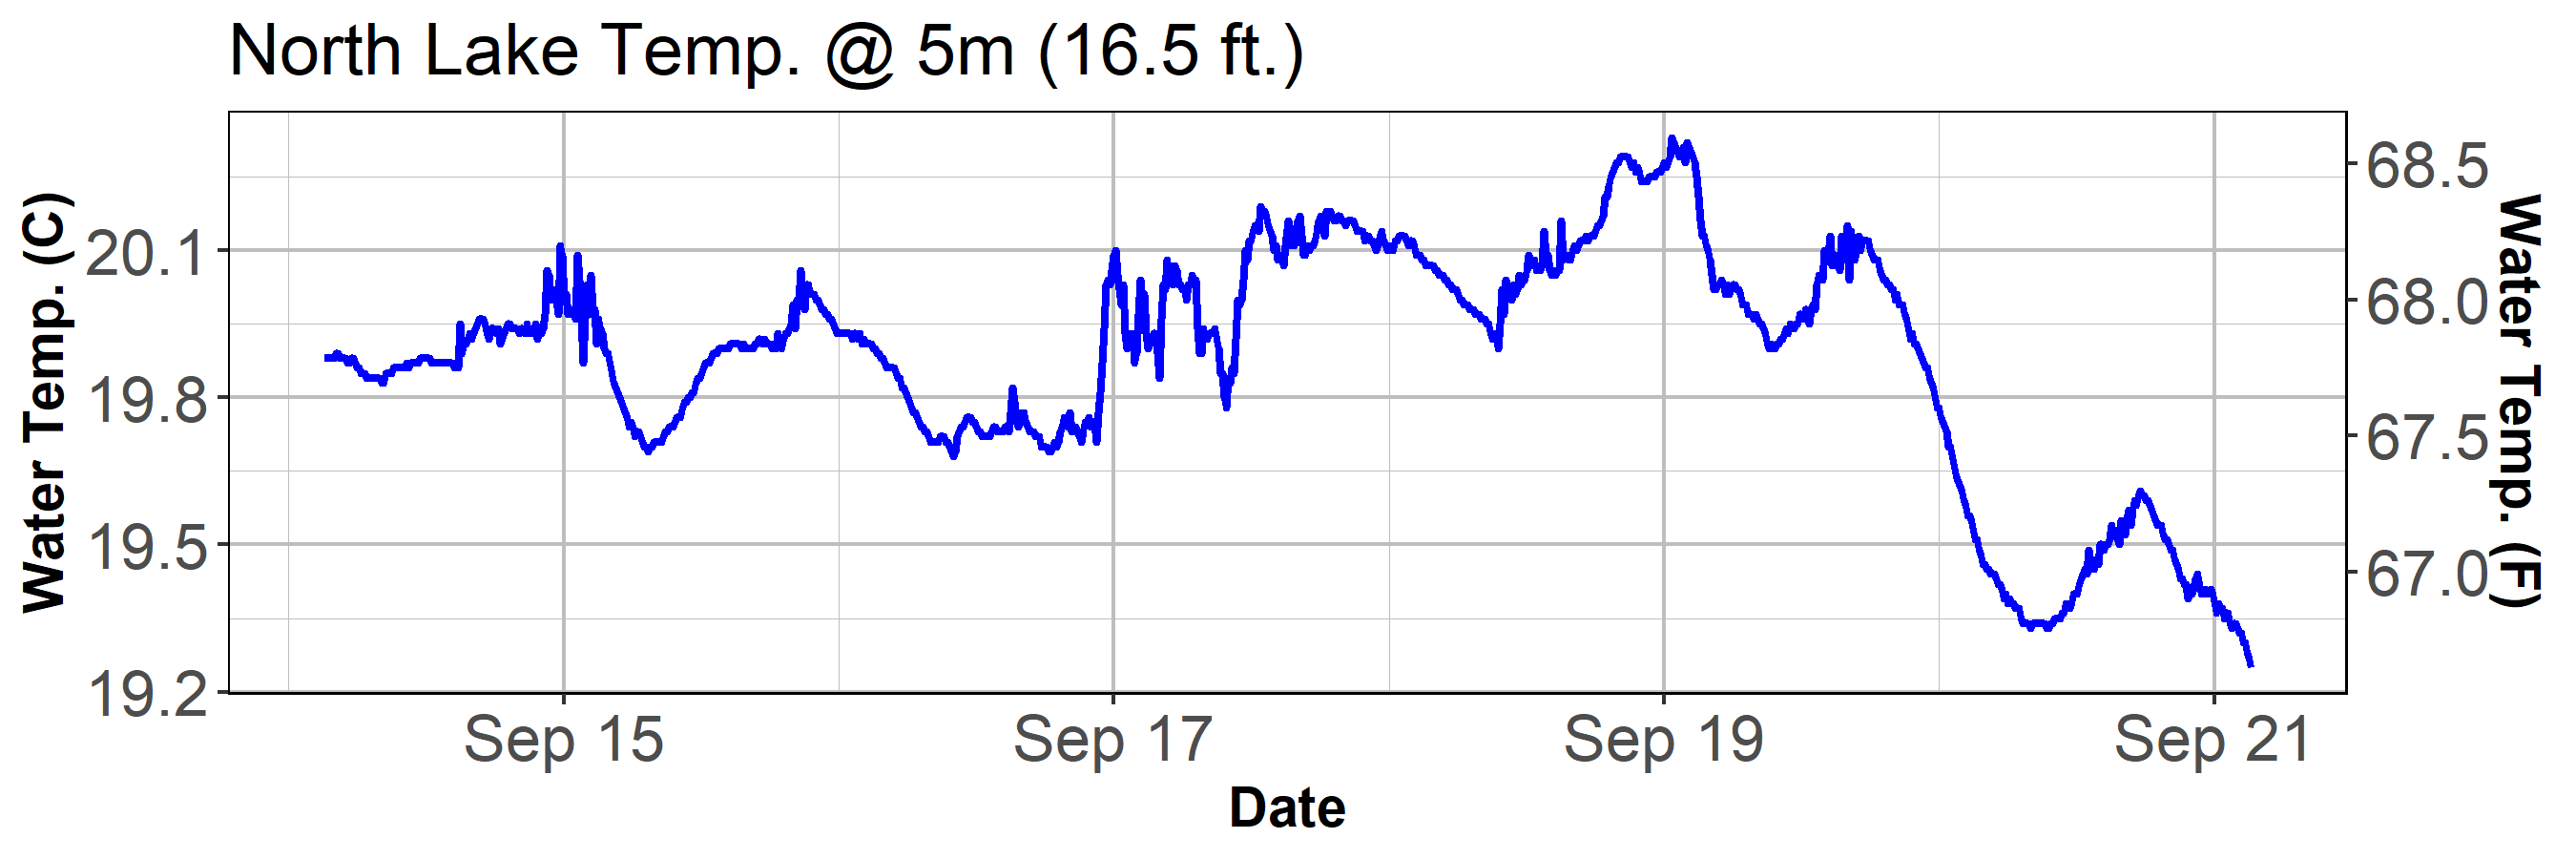 North Lake Temp. @ 5m (16.5 ft.)
Water Temp. (C)
20.1
19.8
19.5
19.2
68.5
68.0
67.5
67.0
Water Temp. (F)
Sep 15
Sep 17
Sep 19
Sep 21
Date